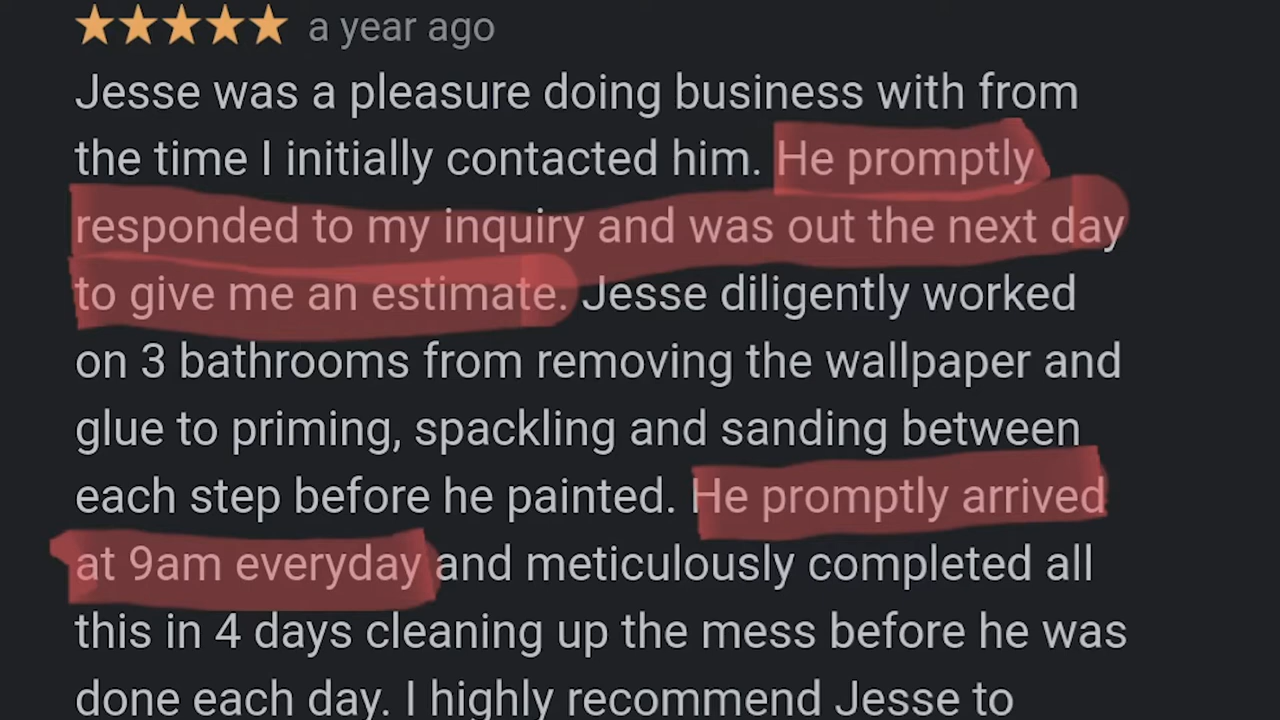 a year ago
Jesse was a pleasure doing business with from
the time I initially contacted him. He promptly
responded to my inquiry and was out the next day
to give me an estimate. Jesse diligently worked
on 3 bathrooms from removing the wallpaper and
glue to priming, spackling and sanding between
each step before he painted. He promptly arrived
at 9am everyday and meticulously completed all
this in 4 days cleaning up the mess before he was
done each day. I highly recommend Jesse to